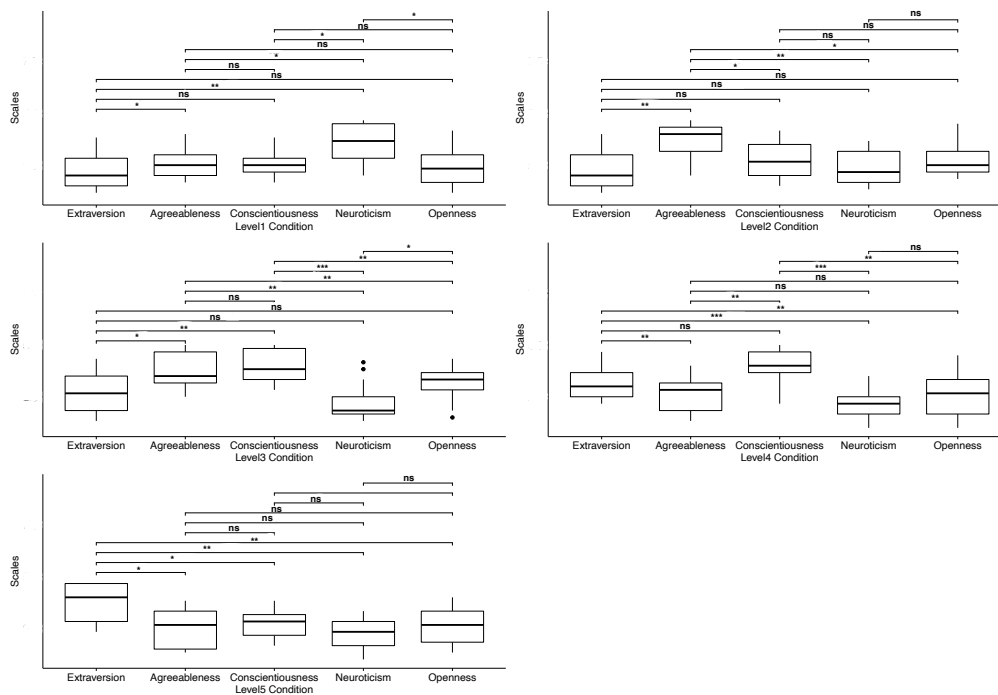 *
ns
*
ns
*
ns
ns
**
ns
*
Scales
Extraversion Agreeableness Conscientiousness Neuroticism Openness
Level1 Condition
ns
ns
ns
*
**
*
ns
ns
ns
**
Scales
Extraversion Agreeableness Conscientiousness Neuroticism Openness
Level2 Condition
*
**
***
**
**
ns
ns
ns
**
*
Scales
Extraversion Agreeableness Conscientiousness Neuroticism Openness
Level3 Condition
ns
**
***
ns
ns
**
**
***
ns
**
Scales
Extraversion Agreeableness Conscientiousness Neuroticism Openness
Level4 Condition
ns
ns
ns
ns
ns
**
**
*
*
Scales
Extraversion Agreeableness Conscientiousness Neuroticism Openness
Level5 Condition